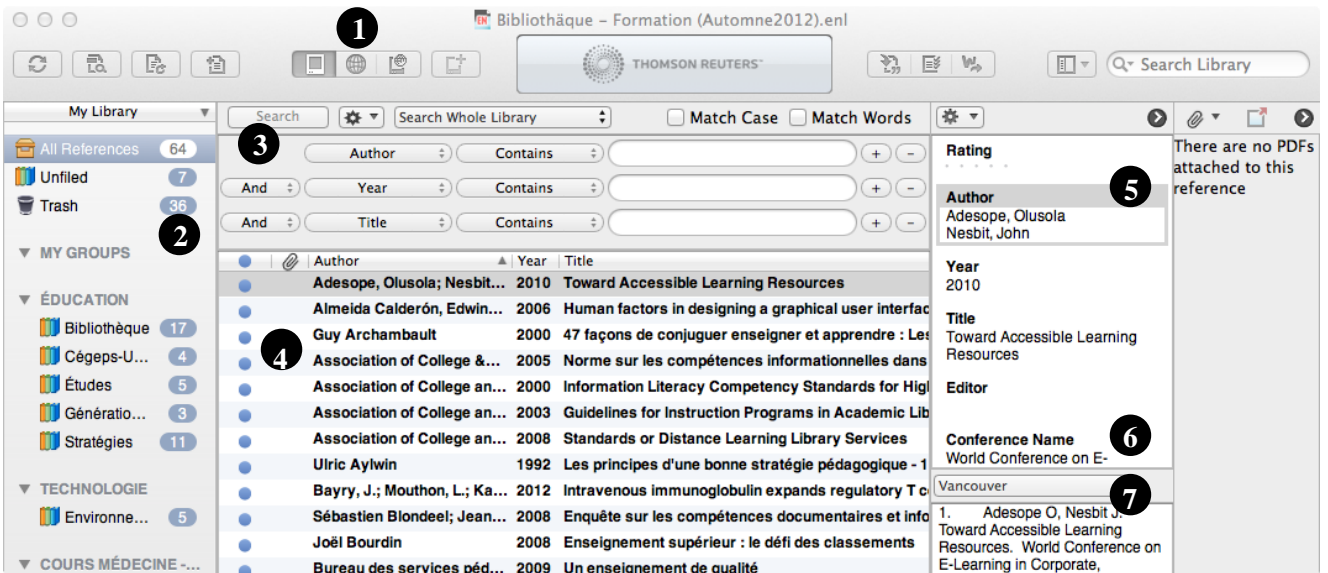 Bibliothäque – Formation (Automne2012).enl
1
THOMSON REUTERS™
Search Library
My Library
All References 64
Unfiled 7
Trash 36
2
MY GROUPS
ÉDUCATION
Bibliothèque 17
Cégeps-U... 4
Études 5
Génératio... 3
Stratégies 11
TECHNOLOGIE
Environne... 5
COURS MÉDECINE -...
Search Search Whole Library Match Case Match Words
3
Author Contains + -
And Year Contains + -
And Title Contains + -
Author Year Title
Adesope, Olusola; Nesbit... 2010 Toward Accessible Learning Resources
Almeida Calderón, Edwin... 2006 Human factors in designing a graphical user interfac
Guy Archambault 2000 47 façons de conjuguer enseigner et apprendre : Les
4
Association of College &... 2005 Norme sur les compétences informationnelles dans
Association of College an... 2000 Information Literacy Competency Standards for High
Association of College an... 2003 Guidelines for Instruction Programs in Academic Lib
Association of College an... 2008 Standards or Distance Learning Library Services
Ulric Aylwin 1992 Les principes d'une bonne stratégie pédagogique - 1
Bayry, J.; Mouthon, L.; Ka... 2012 Intravenous immunoglobulin expands regulatory T c
Sébastien Blondeel; Jean... 2008 Enquête sur les compétences documentaires et info
Joël Bourdin 2008 Enseignement supérieur : le défi des classements
Bureau des services péd... 2009 Un enseignement de qualité
Rating
5
Author
Adesope, Olusola
Nesbit, John
Year
2010
Title
Toward Accessible Learning
Resources
Editor
Conference Name
6
World Conference on E-
Vancouver
7
1. Adesope O, Nesbit J.
Toward Accessible Learning
Resources. World Conference on
E-Learning in Corporate,
There are no PDFs
attached to this
reference